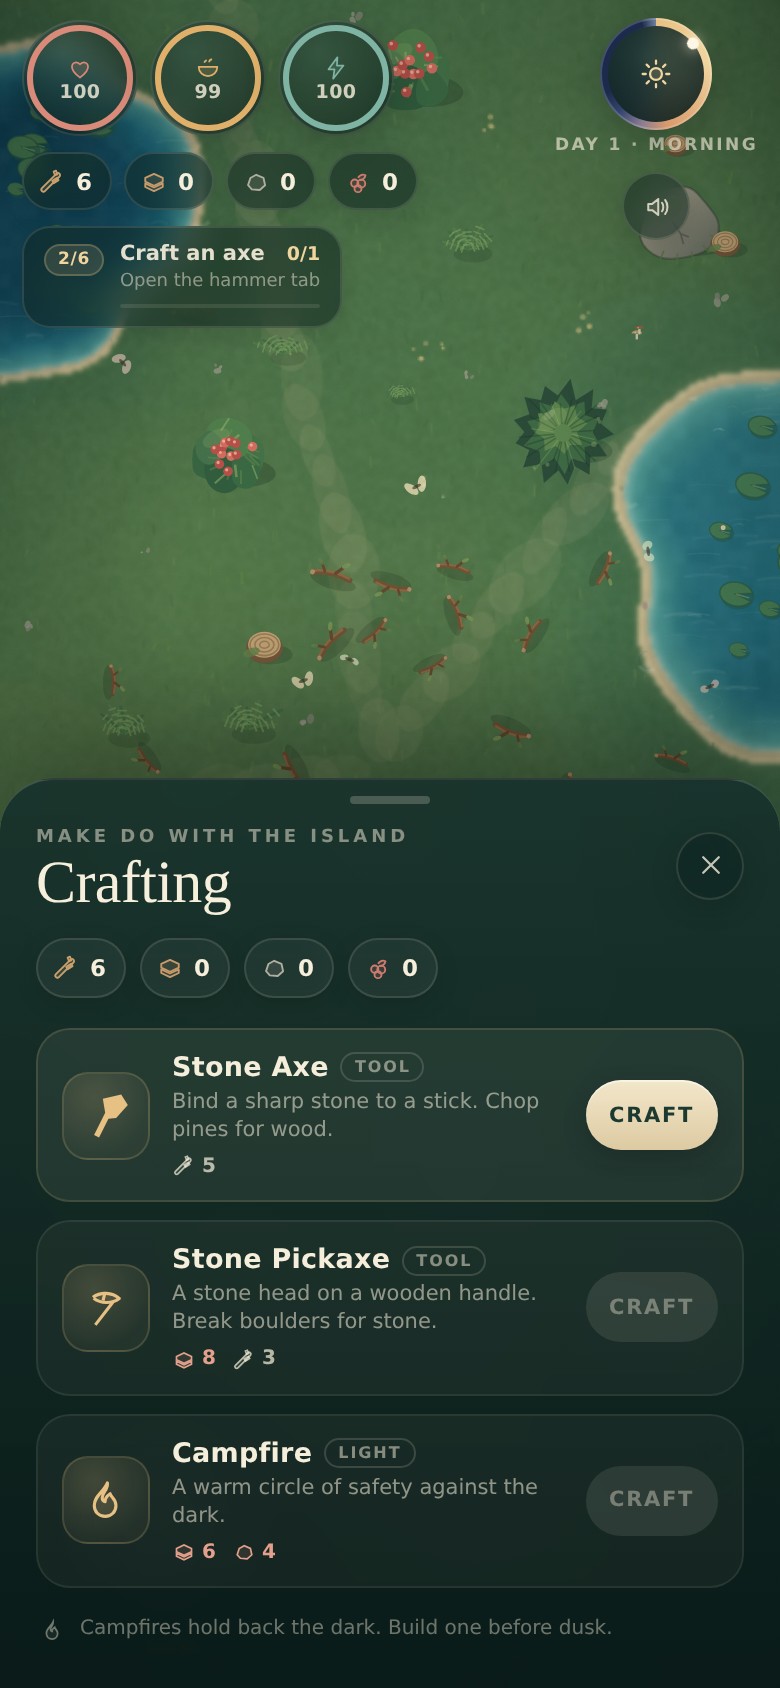 100
99
100
DAY 1 · MORNING
6
0
0
0
2/6
Craft an axe 0/1
Open the hammer tab
MAKE DO WITH THE ISLAND
Crafting
6
0
0
0
Stone Axe TOOL
Bind a sharp stone to a stick. Chop
pines for wood.
5
CRAFT
Stone Pickaxe TOOL
A stone head on a wooden handle.
Break boulders for stone.
8 3
CRAFT
Campfire LIGHT
A warm circle of safety against the
dark.
6 4
CRAFT
Campfires hold back the dark. Build one before dusk.